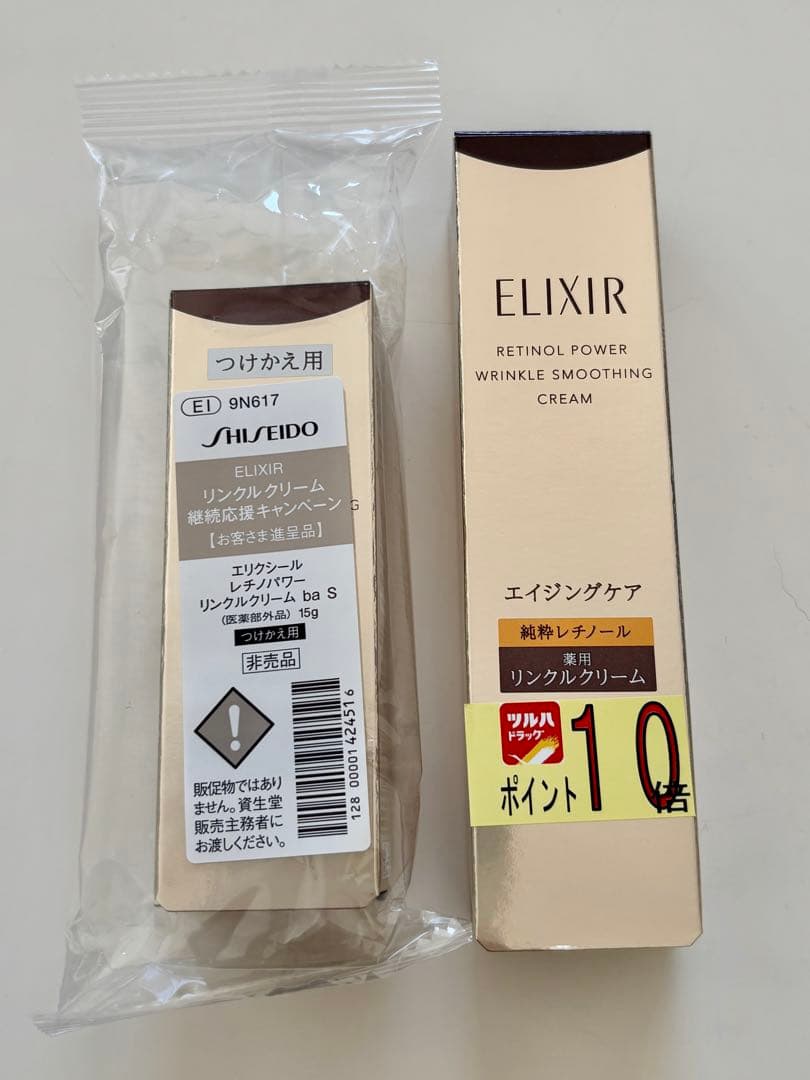 つけかえ用
EI 9N617
SHISEIDO
ELIXIR
リンクルクリーム
継続応援キャンペーン
【お客さま進呈品】
エリクシール
レチノパワー
リンクルクリーム ba S
(医薬部外品) 15g
つけかえ用
非売品
販促物ではあり
ません。資生堂
販売主務者に
お渡しください。
128 00001 42451 6
G
ELIXIR
RETINOL POWER
WRINKLE SMOOTHING
CREAM
エイジングケア
純粋レチノール
薬用
リンクルクリーム
ツルハ
ドラッグ
ポイント10倍